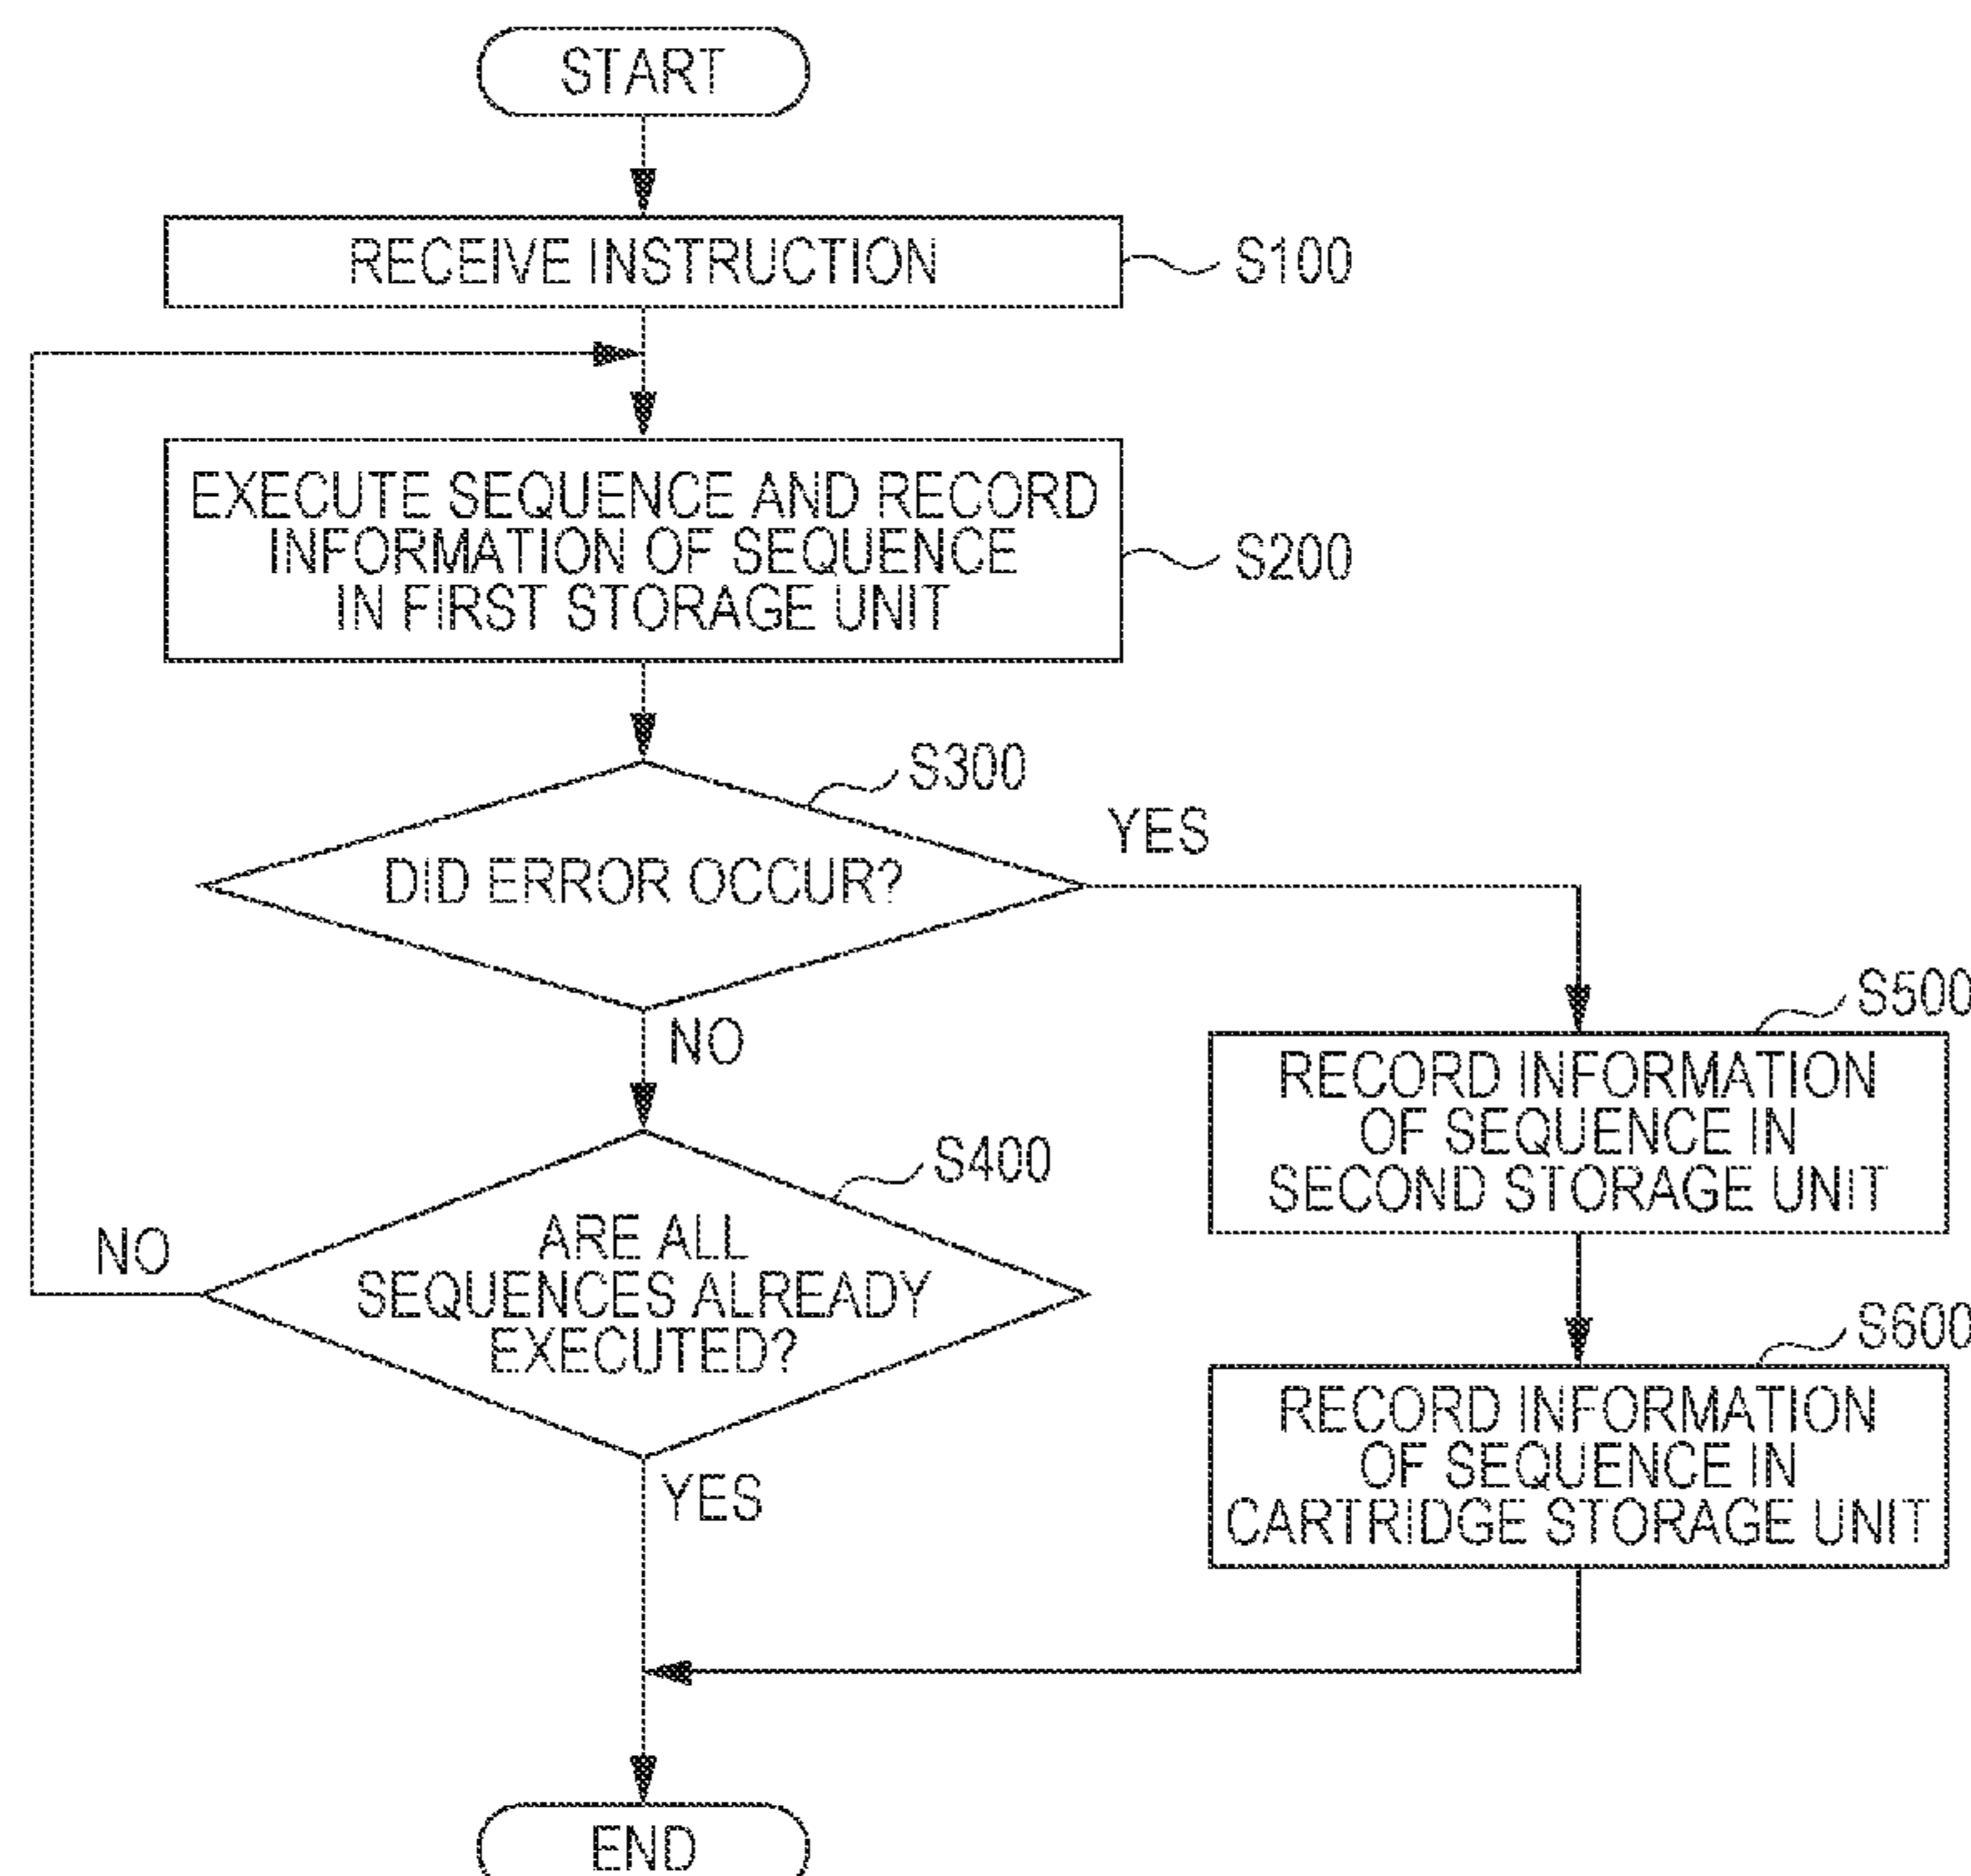 START
RECEIVE INSTRUCTION
S100
EXECUTE SEQUENCE AND RECORD
INFORMATION OF SEQUENCE
IN FIRST STORAGE UNIT
S200
S300
DID ERROR OCCUR?
YES
NO
S400
ARE ALL
SEQUENCES ALREADY
EXECUTED?
NO
YES
S500
RECORD INFORMATION
OF SEQUENCE IN
SECOND STORAGE UNIT
S600
RECORD INFORMATION
OF SEQUENCE IN
CARTRIDGE STORAGE UNIT
END